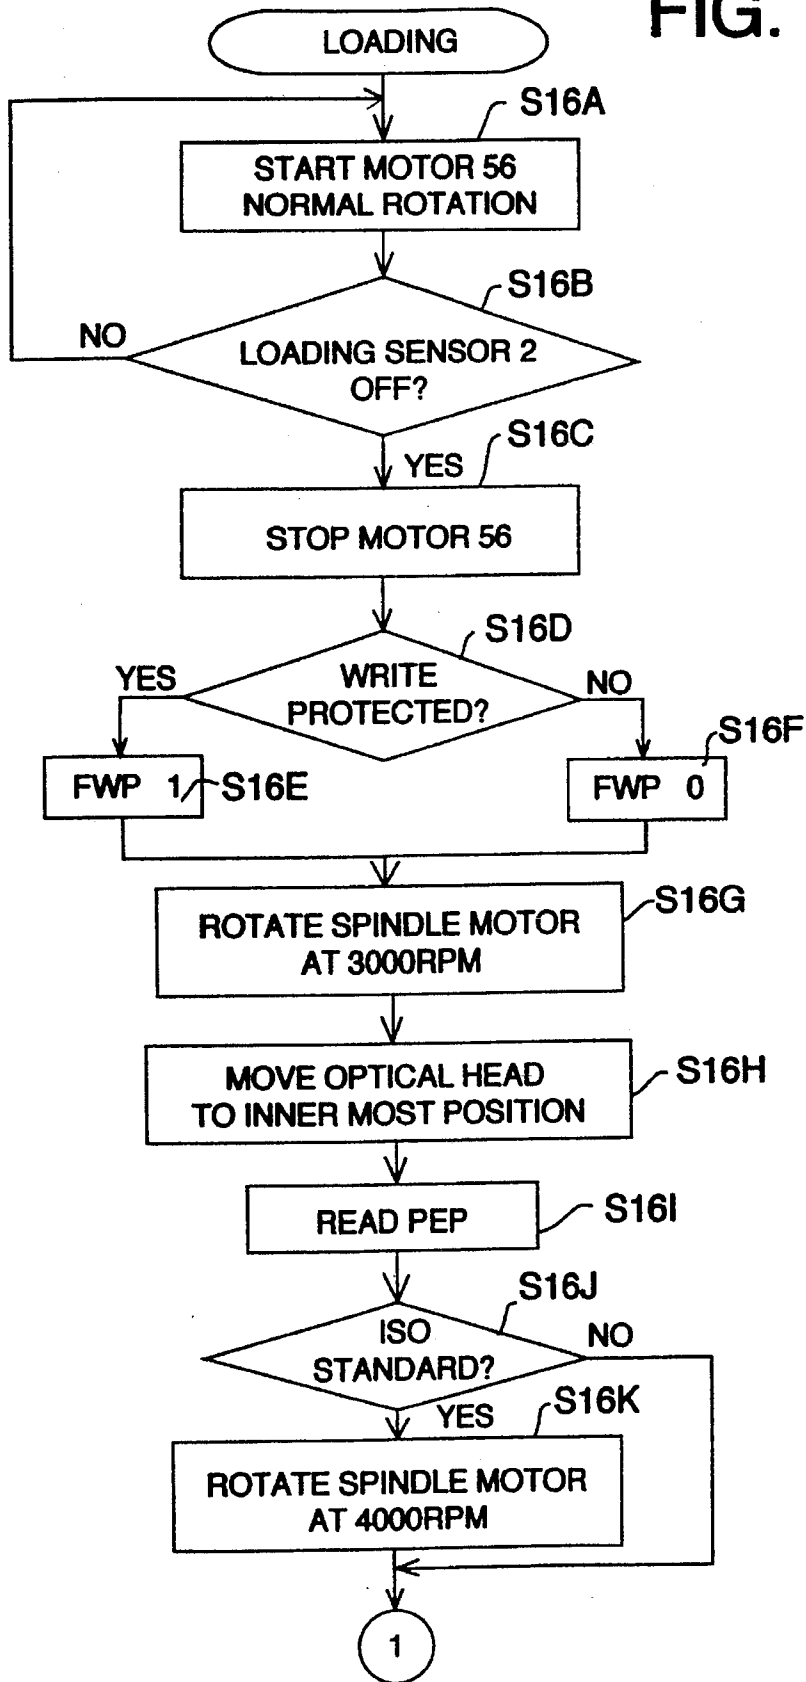 FIG.
LOADING
S16A
START MOTOR 56
NORMAL ROTATION
S16B
NO
LOADING SENSOR 2
OFF?
S16C
YES
STOP MOTOR 56
S16D
YES
WRITE
PROTECTED?
NO
S16F
FWP 1
S16E
FWP 0
S16G
ROTATE SPINDLE MOTOR
AT 3000RPM
S16H
MOVE OPTICAL HEAD
TO INNER MOST POSITION
S16I
READ PEP
S16J
ISO
STANDARD?
NO
YES
S16K
ROTATE SPINDLE MOTOR
AT 4000RPM
1